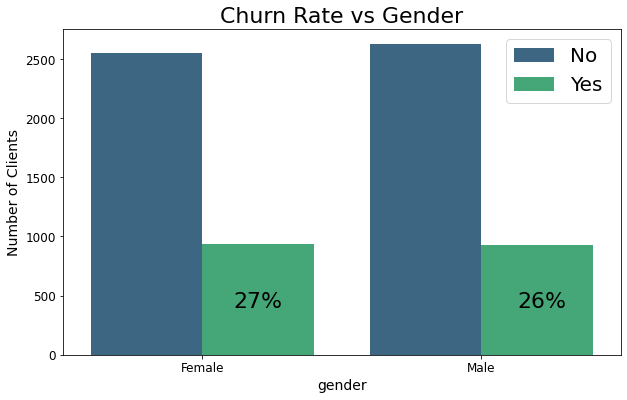 Churn Rate vs Gender
No
Yes
2500
2000
1500
1000
500
0
Number of Clients
27%
26%
Female
Male
gender